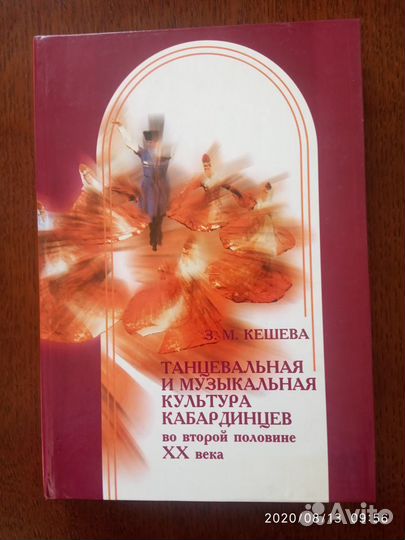 З. М. КЕШЕВА
ТАНЦЕВАЛЬНАЯ
И МУЗЫКАЛЬНАЯ
КУЛЬТУРА
КАБАРДИНЦЕВ
во второй половине
XX века
Avito
2020/08/13 09:56